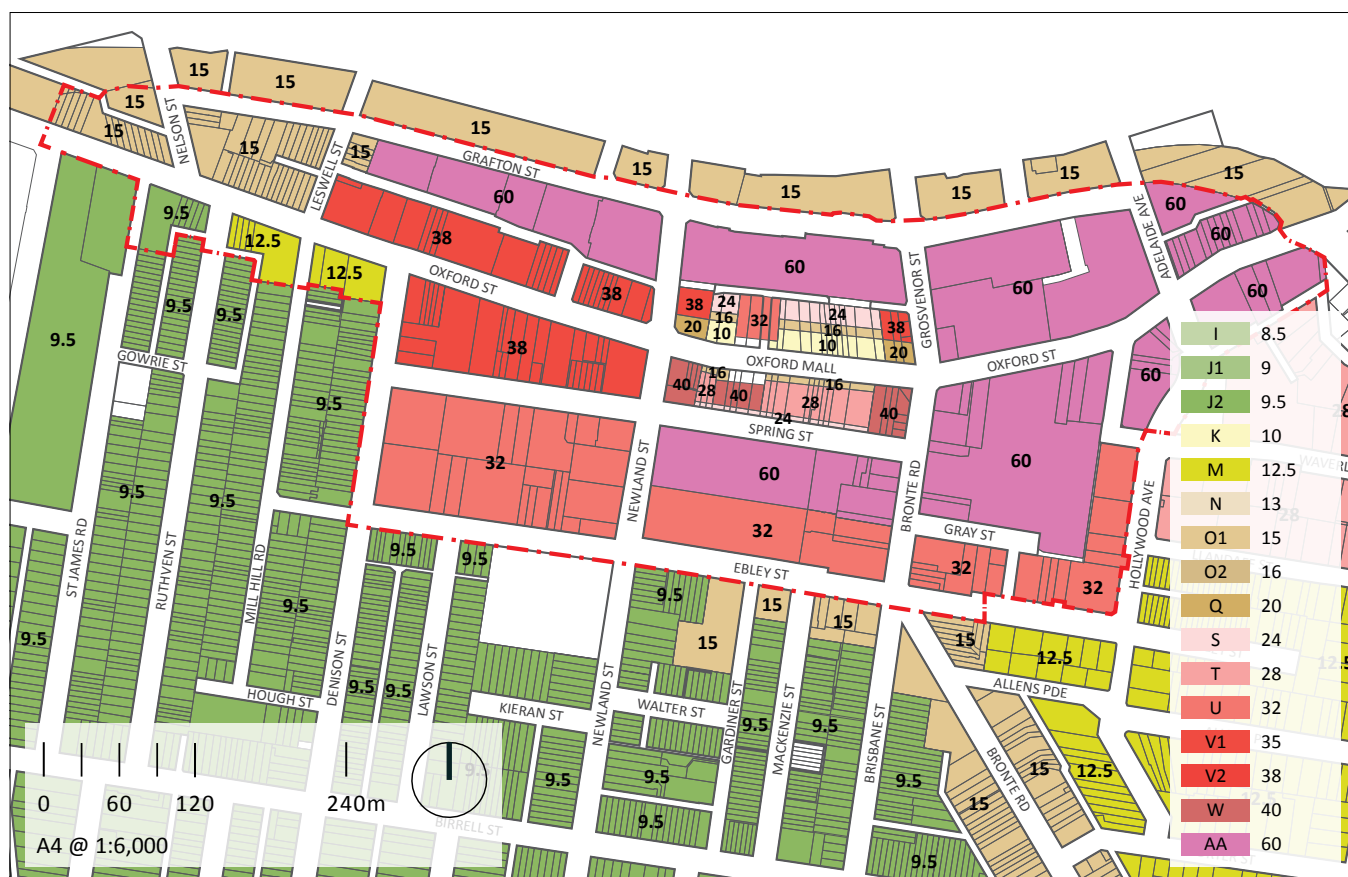 15
15
15
15
15
15
15
15
15
15
15
15
NELSON ST
LESWELL ST
GRAFTON ST
60
38
38
OXFORD ST
60
60
60
60
60
ADELAIDE AVE
GROSVENOR ST
9.5
12.5
12.5
9.5
9.5
9.5
9.5
GOWRIE ST
38
24
16
10
20
32
24
16
10
38
20
38
OXFORD MALL
OXFORD ST
60
16
40
28
40
16
28
24
40
SPRING ST
32
60
32
60
NEWLAND ST
BRONTE RD
GRAY ST
32
32
HOLLYWOOD AVE
EBLEY ST
9.5
9.5
9.5
9.5
9.5
9.5
9.5
ST JAMES RD
RUTHVEN ST
MILL HILL RD
DENISON ST
LAWSON ST
9.5
9.5
9.5
15
15
15
15
12.5
ALLENS PDE
HOUGH ST
KIERAN ST
NEWLAND ST
WALTER ST
GARDINER ST
MACKENZIE ST
BRISBANE ST
BRONTE RD
9.5
9.5
9.5
9.5
9.5
9.5
9.5
9.5
15
15
12.5
BIRRELL ST
28
28
12.5
12.5
J 8.5
J1 9
J2 9.5
K 10
M 12.5
N 13
O1 15
O2 16
Q 20
S 24
T 28
U 32
V1 35
V2 38
W 40
AA 60
0 60 120 240m
A4 @ 1:6,000